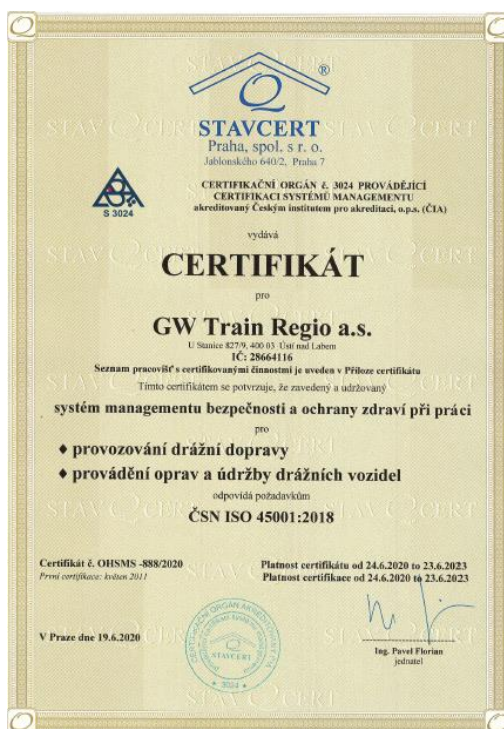 ®
STAVCERT
Praha, spol. s r. o.
Jablonského 640/2, Praha 7
S 3024
CERTIFIKAČNÍ ORGÁN č. 3024 PROVÁDĚJÍCÍ
CERTIFIKACI SYSTÉMŮ MANAGEMENTU
akreditovaný Českým institutem pro akreditaci, o.p.s. (ČIA)
vydává
CERTIFIKÁT
pro
GW Train Regio a.s.
U Stanice 827/9, 400 03 Ústí nad Labem
IČ: 28664116
Seznam pracovišť s certifikovanými činnostmi je uveden v Příloze certifikátu
Tímto certifikátem se potvrzuje, že zavedený a udržovaný
systém managementu bezpečnosti a ochrany zdraví při práci
pro
♦ provozování drážní dopravy
♦ provádění oprav a údržby drážních vozidel
odpovídá požadavkům
ČSN ISO 45001:2018
Certifikát č. OHSMS -888/2020
První certifikace: květen 2011
Platnost certifikátu od 24.6.2020 to 23.6.2023
Platnost certifikace od 24.6.2020 to 23.6.2023
V Praze dne 19.6.2020
STAVCERT
3024
Ing. Pavel Florian
jednatel